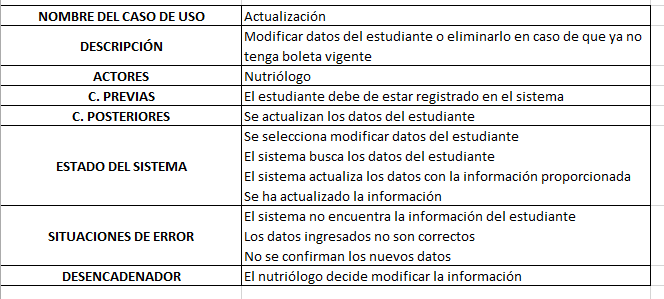 NOMBRE DEL CASO DE USO Actualización
DESCRIPCIÓN Modificar datos del estudiante o eliminarlo en caso de que ya no
tenga boleta vigente
ACTORES Nutriólogo
C. PREVIAS El estudiante debe de estar registrado en el sistema
C. POSTERIORES Se actualizan los datos del estudiante
ESTADO DEL SISTEMA Se selecciona modificar datos del estudiante
El sistema busca los datos del estudiante
El sistema actualiza los datos con la información proporcionada
Se ha actualizado la información
SITUACIONES DE ERROR El sistema no encuentra la información del estudiante
Los datos ingresados no son correctos
No se confirman los nuevos datos
DESENCADENADOR El nutriólogo decide modificar la información